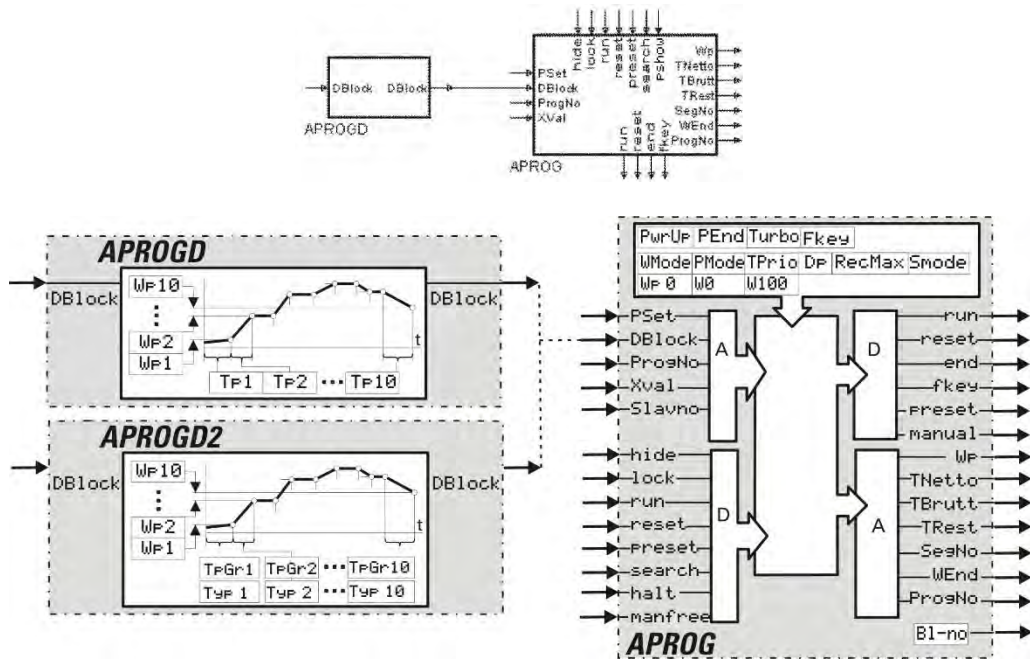 hide
lock
run
reset
preset
search
pshow
PSet
DBlock
ProgNo
XVal
Wp
TNetto
TBrutt
TRest
SegNo
WEnd
ProgNo
run
reset
end
fkey
APROG
DBlock DBlock
APROGD
APROGD
DBlock
Wp10
Wp2
Wp1
t
Tp1 Tp2 ••• Tp10
DBlock
APROGD2
DBlock
Wp10
Wp2
Wp1
t
TpGr1 TpGr2 ••• TpGr10
Typ 1 Typ 2 ••• Typ 10
DBlock
PwrUp PEnd Turbo Fkey
WMode PMode TPrio Dp RecMax Smode
Wp0 W0 W100
PSet
DBlock
ProgNo
Xval
Slavno
A
hide
lock
run
reset
preset
search
halt
manfree
D
D
run
reset
end
fkey
preset
manual
A
Wp
TNetto
TBrutt
TRest
SegNo
WEnd
ProgNo
Bl-no
APROG